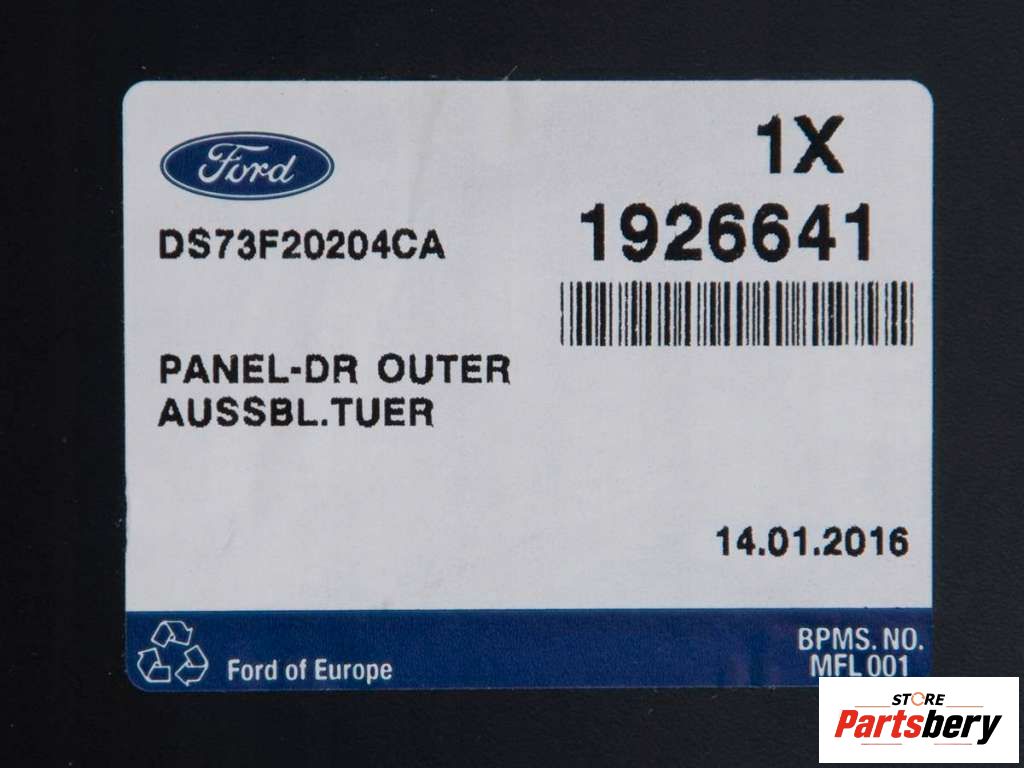 Ford
1X
1926641
DS73F20204CA
PANEL-DR OUTER
AUSSBL.TUER
14.01.2016
Ford of Europe
BPMS. NO.
MFL 001
STORE
Partsbery